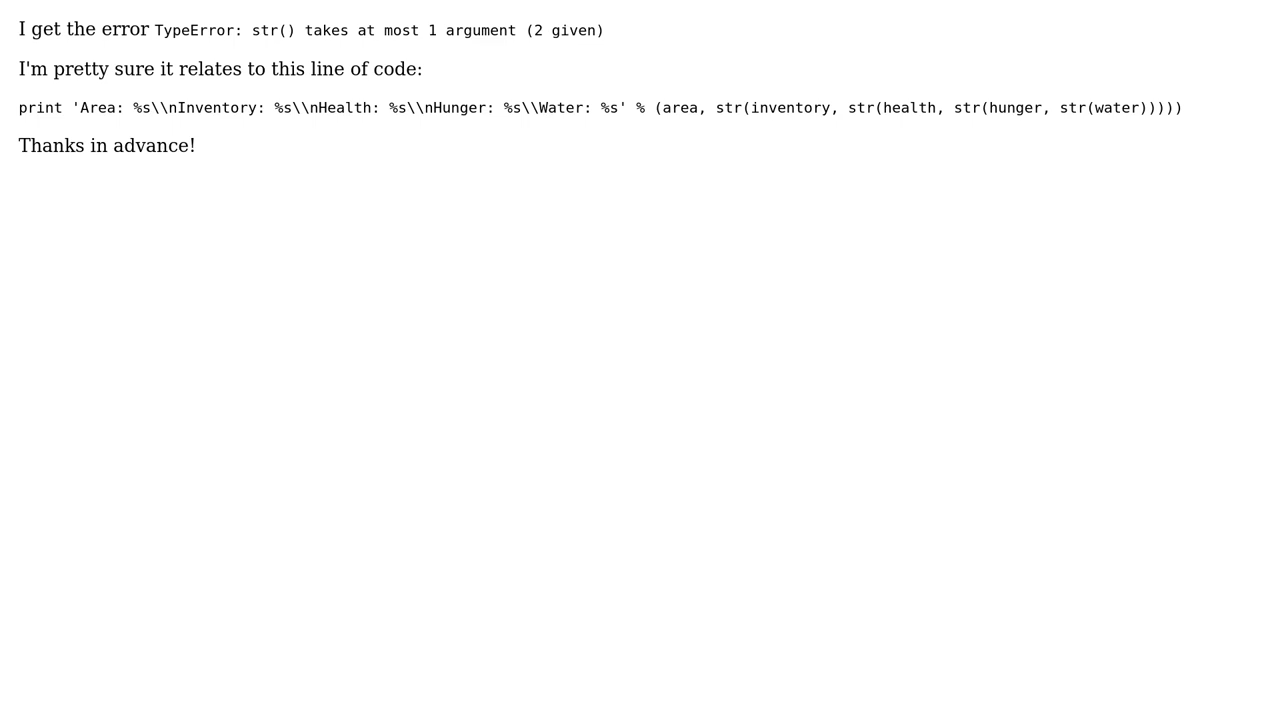 I get the error TypeError: str() takes at most 1 argument (2 given)
I'm pretty sure it relates to this line of code:
print 'Area: %s\\nInventory: %s\\nHealth: %s\\nHunger: %s\\Water: %s' % (area, str(inventory, str(health, str(hunger, str(water)))))
Thanks in advance!